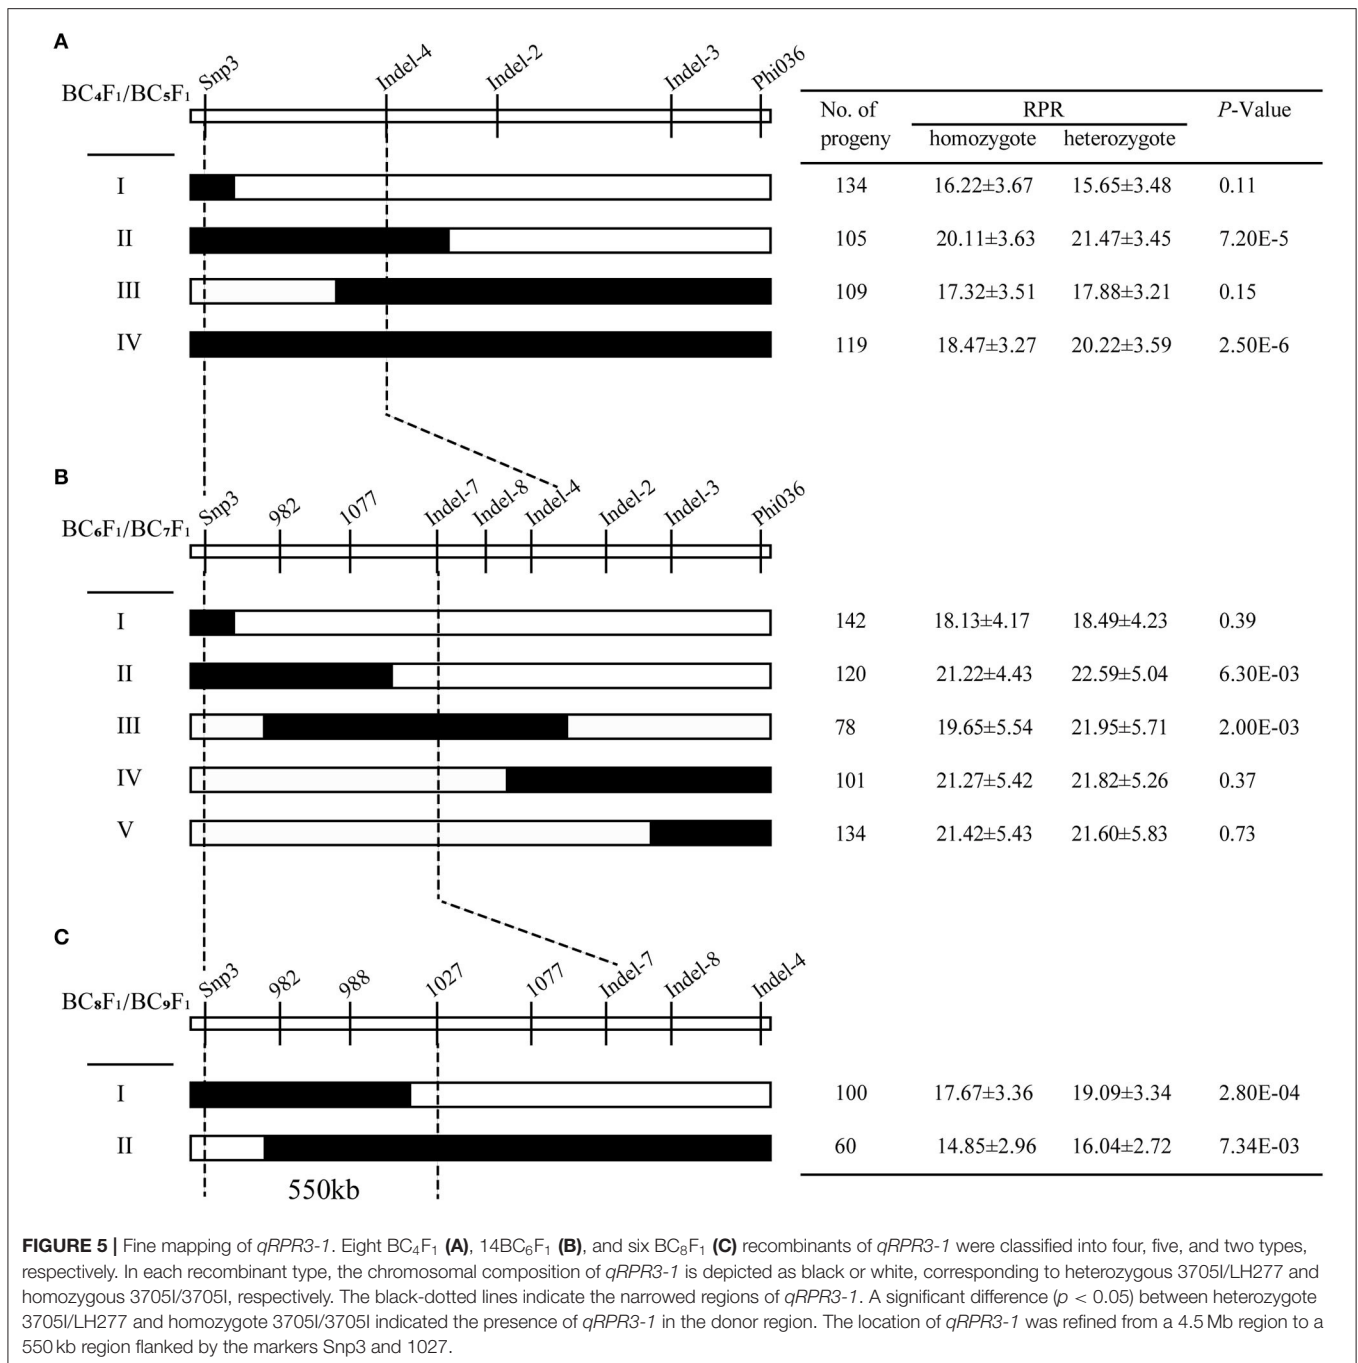 A
BC₄F₁/BC₅F₁ Snp3 Indel-4 Indel-2 Indel-3 Phi036
No. of progeny RPR P-Value
homozygote heterozygote
I 134 16.22±3.67 15.65±3.48 0.11
II 105 20.11±3.63 21.47±3.45 7.20E-5
III 109 17.32±3.51 17.88±3.21 0.15
IV 119 18.47±3.27 20.22±3.59 2.50E-6
B
BC₆F₁/BC₇F₁ Snp3 982 1077 Indel-7 Indel-8 Indel-4 Indel-2 Indel-3 Phi036
I 142 18.13±4.17 18.49±4.23 0.39
II 120 21.22±4.43 22.59±5.04 6.30E-03
III 78 19.65±5.54 21.95±5.71 2.00E-03
IV 101 21.27±5.42 21.82±5.26 0.37
V 134 21.42±5.43 21.60±5.83 0.73
C
BC₈F₁/BC₉F₁ Snp3 982 988 1027 1077 Indel-7 Indel-8 Indel-4
I 100 17.67±3.36 19.09±3.34 2.80E-04
II 60 14.85±2.96 16.04±2.72 7.34E-03
550kb
FIGURE 5 | Fine mapping of qRPR3-1. Eight BC₄F₁ (A), 14BC₆F₁ (B), and six BC₈F₁ (C) recombinants of qRPR3-1 were classified into four, five, and two types,
respectively. In each recombinant type, the chromosomal composition of qRPR3-1 is depicted as black or white, corresponding to heterozygous 3705I/LH277 and
homozygous 3705I/3705I, respectively. The black-dotted lines indicate the narrowed regions of qRPR3-1. A significant difference (p < 0.05) between heterozygote
3705I/LH277 and homozygote 3705I/3705I indicated the presence of qRPR3-1 in the donor region. The location of qRPR3-1 was refined from a 4.5 Mb region to a
550 kb region flanked by the markers Snp3 and 1027.